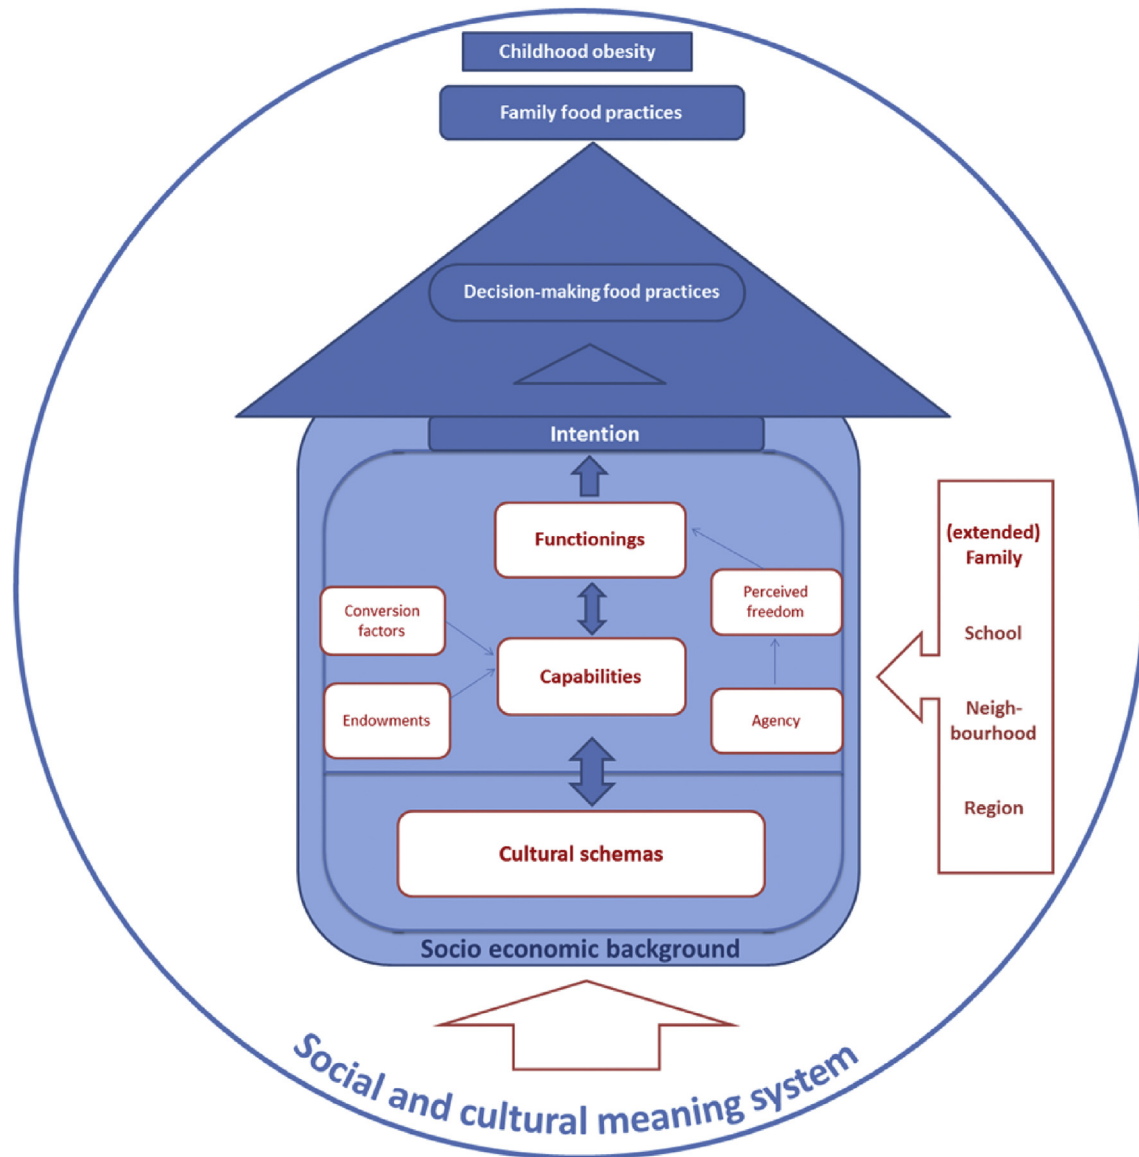 Childhood obesity
Family food practices
Decision-making food practices
Intention
Functionings
Conversion
factors
Perceived
freedom
Capabilities
Endowments
Agency
Cultural schemas
Socio economic background
(extended)
Family
School
Neigh-
bourhood
Region
Social and cultural meaning system